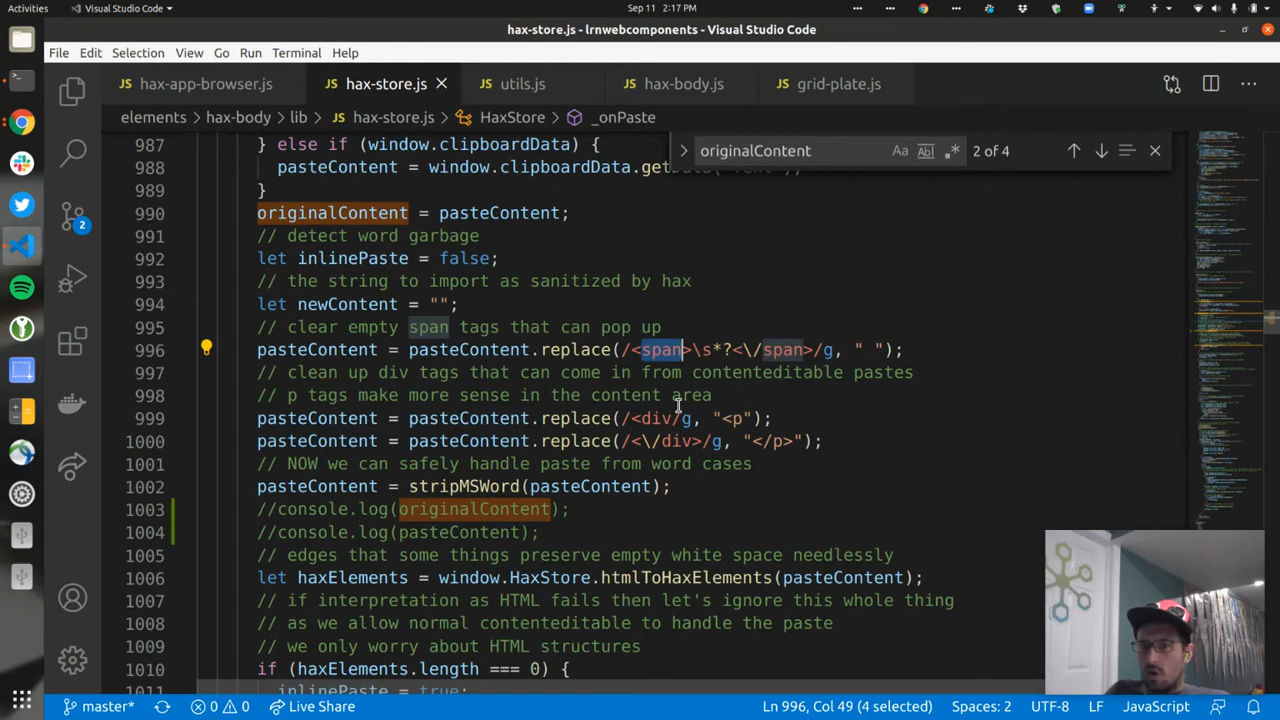 Activities
Visual Studio Code
Sep 11 2:17 PM
hax-store.js - lrnwebcomponents - Visual Studio Code
File Edit Selection View Go Run Terminal Help
JS hax-app-browser.js JS hax-store.js JS utils.js JS hax-body.js JS grid-plate.js
elements > hax-body > lib > JS hax-store.js > HaxStore > _onPaste
originalContent Aa Abl .* 2 of 4
987 } else if (window.clipboardData) {
988 pasteContent = window.clipboardData.getData("Text");
989 }
990 originalContent = pasteContent;
991 // detect word garbage
992 let inlinePaste = false;
993 // the string to import as sanitized by hax
994 let newContent = "";
995 // clear empty span tags that can pop up
996 pasteContent = pasteContent.replace(/<span>\s*?<\/span>/g, " ");
997 // clean up div tags that can come in from contenteditable pastes
998 // p tags make more sense in the content area
999 pasteContent = pasteContent.replace(/<div/g, "<p");
1000 pasteContent = pasteContent.replace(/<\/div>/g, "</p>");
1001 // NOW we can safely handle paste from word cases
1002 pasteContent = stripMSWord(pasteContent);
1003 //console.log(originalContent);
1004 //console.log(pasteContent);
1005 // edges that some things preserve empty white space needlessly
1006 let haxElements = window.HaxStore.htmlToHaxElements(pasteContent);
1007 // if interpretation as HTML fails then let's ignore this whole thing
1008 // as we allow normal contenteditable to handle the paste
1009 // we only worry about HTML structures
1010 if (haxElements.length === 0) {
1011 inlinePaste = true;
2
master* 0 0 Live Share Ln 996, Col 49 (4 selected) Spaces: 2 UTF-8 LF JavaScript